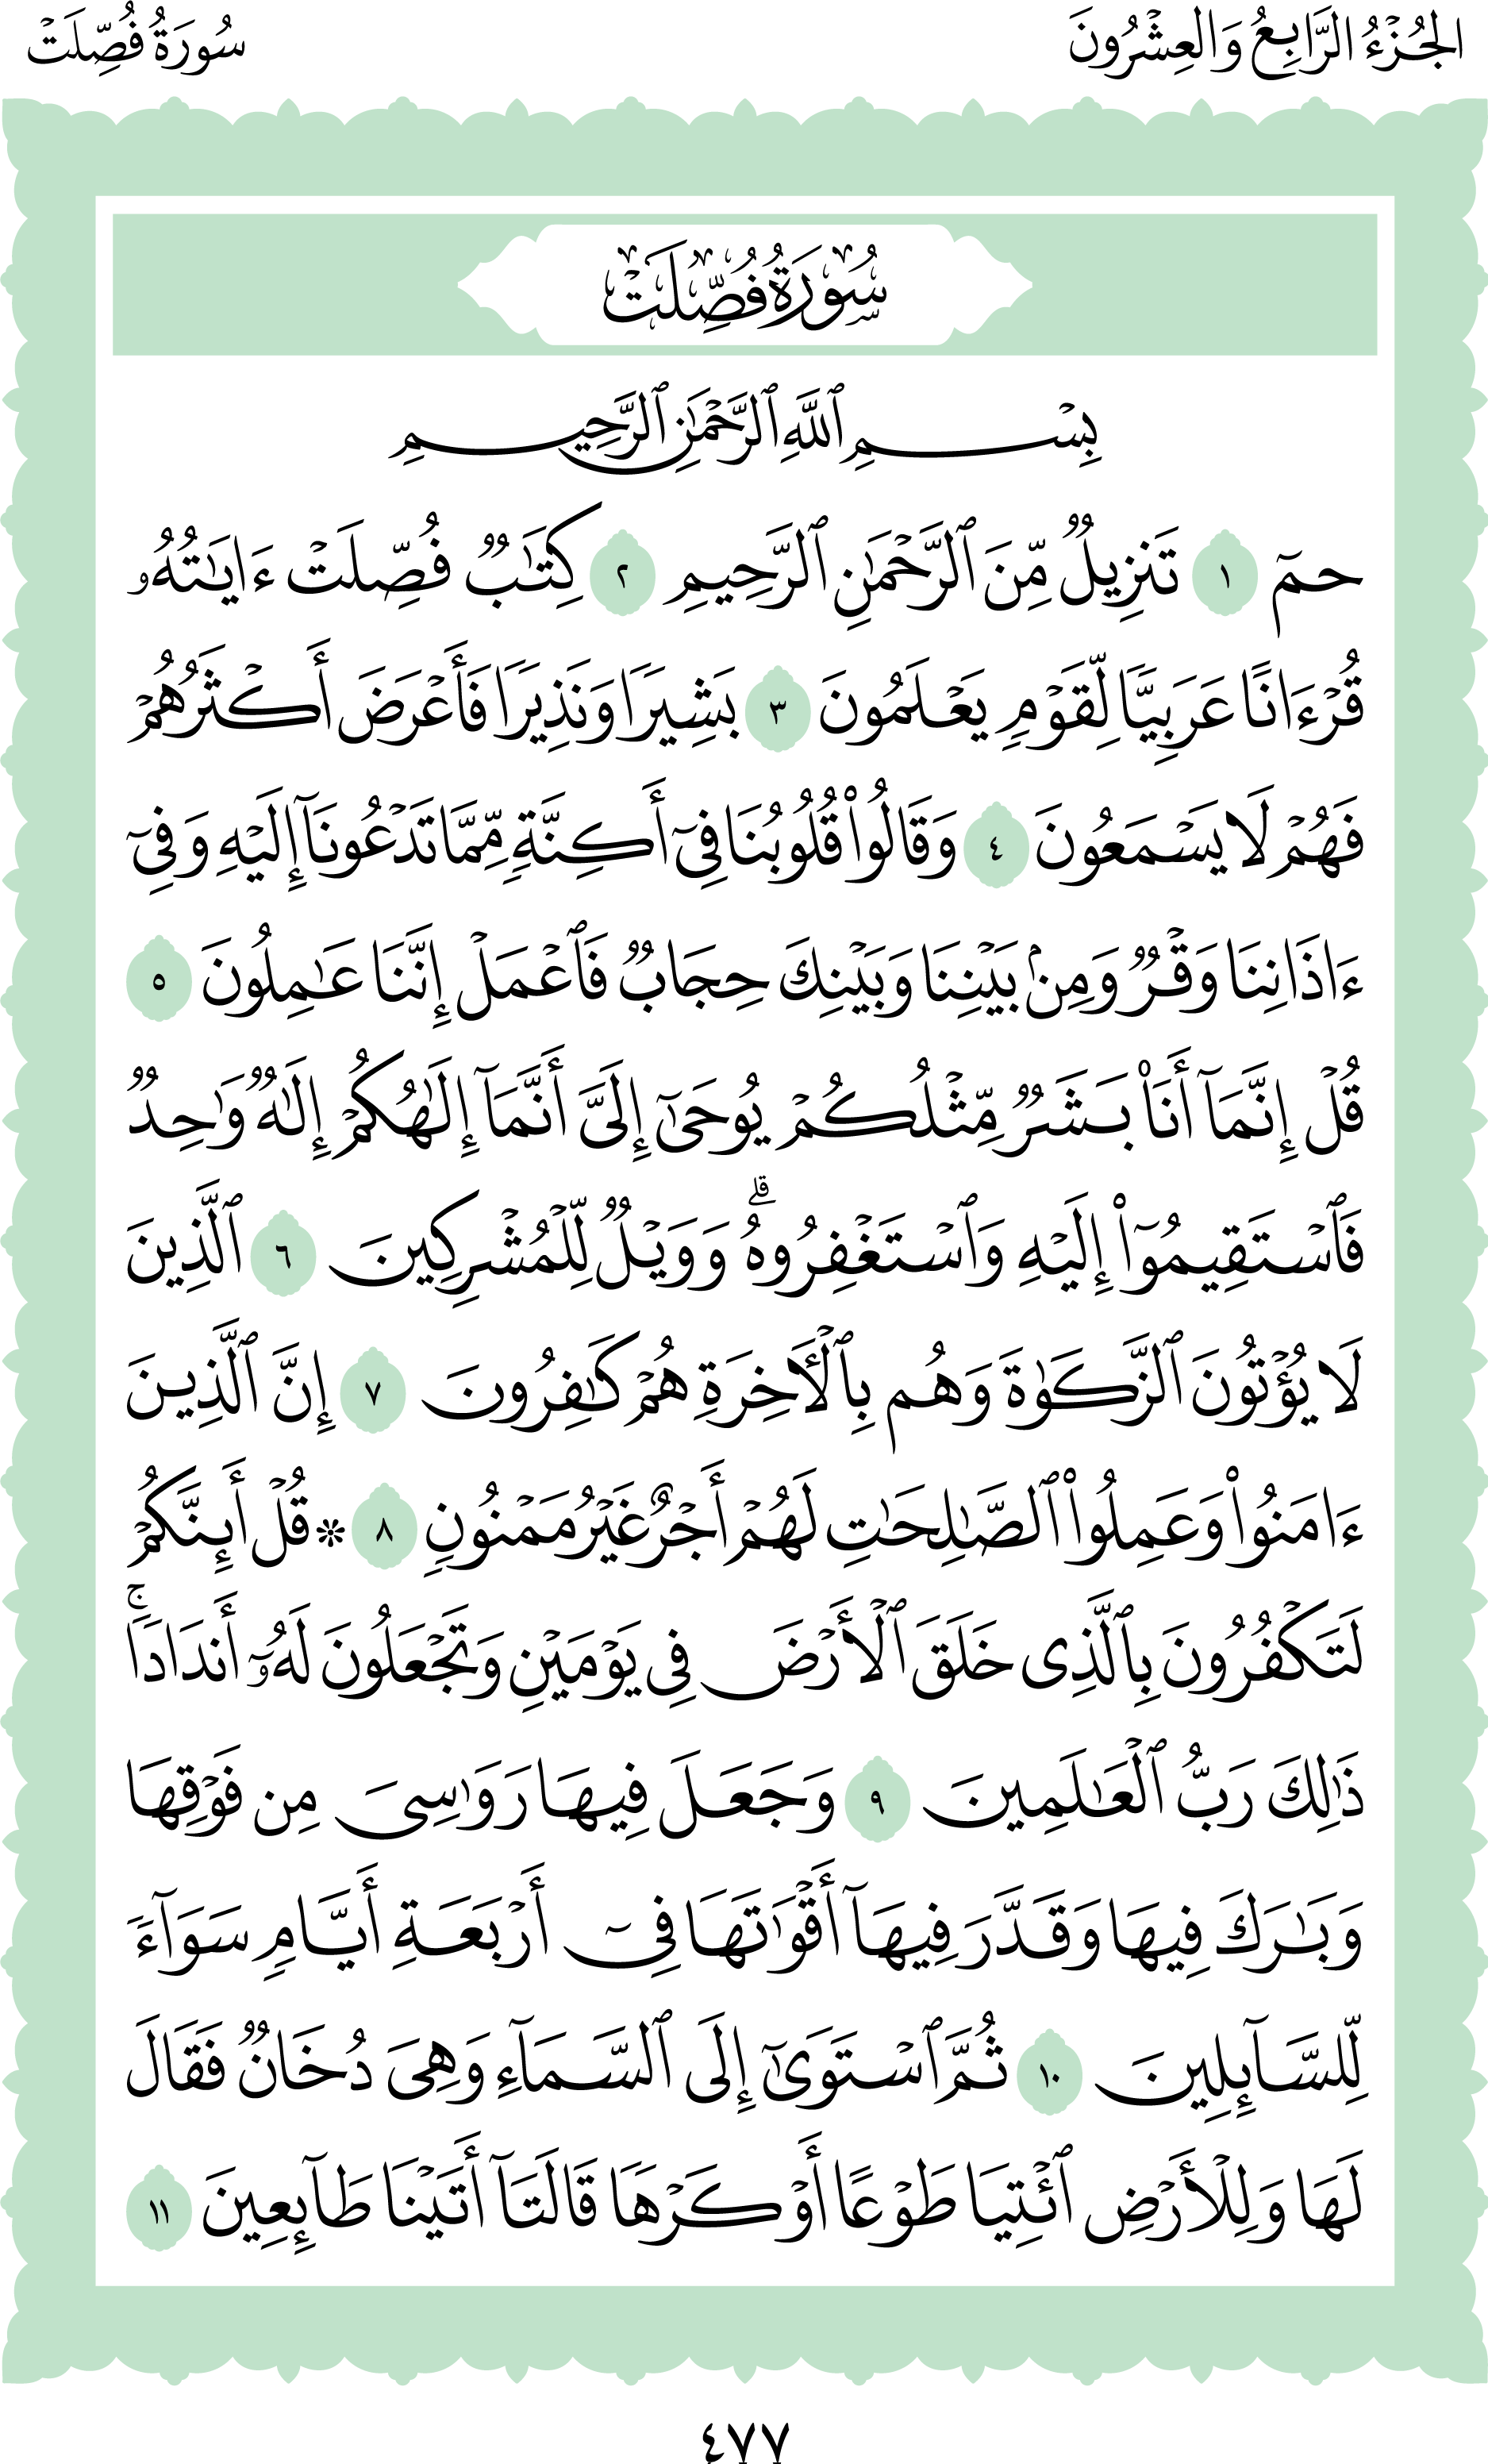 الجُزْءُ الرَّابِعُ وَالعِشْرُونَ
سُورَةُ فُصِّلَتْ
سُورَةُ فُصِّلَتْ
بِسْمِ ٱللَّهِ ٱلرَّحْمَٰنِ ٱلرَّحِيمِ
حمٓ ١ تَنزِيلٌ مِّنَ ٱلرَّحْمَٰنِ ٱلرَّحِيمِ ٢ كِتَٰبٌ فُصِّلَتْ ءَايَٰتُهُۥ
قُرْءَانًا عَرَبِيًّا لِّقَوْمٍ يَعْلَمُونَ ٣ بَشِيرًا وَنَذِيرًا فَأَعْرَضَ أَكْثَرُهُمْ
فَهُمْ لَا يَسْمَعُونَ ٤ وَقَالُوا۟ قُلُوبُنَا فِىٓ أَكِنَّةٍ مِّمَّا تَدْعُونَآ إِلَيْهِ وَفِىٓ
ءَاذَانِنَا وَقْرٌ وَمِنۢ بَيْنِنَا وَبَيْنِكَ حِجَابٌ فَٱعْمَلْ إِنَّنَا عَٰمِلُونَ ٥
قُلْ إِنَّمَآ أَنَا۠ بَشَرٌ مِّثْلُكُمْ يُوحَىٰٓ إِلَىَّ أَنَّمَآ إِلَٰهُكُمْ إِلَٰهٌ وَٰحِدٌ
فَٱسْتَقِيمُوٓا۟ إِلَيْهِ وَٱسْتَغْفِرُوهُ ۗ وَوَيْلٌ لِّلْمُشْرِكِينَ ٦ ٱلَّذِينَ
لَا يُؤْتُونَ ٱلزَّكَوٰةَ وَهُم بِٱلْأَخِرَةِ هُمْ كَٰفِرُونَ ٧ إِنَّ ٱلَّذِينَ
ءَامَنُوا۟ وَعَمِلُوا۟ ٱلصَّٰلِحَٰتِ لَهُمْ أَجْرٌ غَيْرُ مَمْنُونٍ ٨ ۞ قُلْ أَئِنَّكُمْ
لَتَكْفُرُونَ بِٱلَّذِى خَلَقَ ٱلْأَرْضَ فِى يَوْمَيْنِ وَتَجْعَلُونَ لَهُۥٓ أَندَادًا ۚ
ذَٰلِكَ رَبُّ ٱلْعَٰلَمِينَ ٩ وَجَعَلَ فِيهَا رَوَٰسِىَ مِن فَوْقِهَا
وَبَٰرَكَ فِيهَا وَقَدَّرَ فِيهَآ أَقْوَٰتَهَا فِىٓ أَرْبَعَةِ أَيَّامٍ سَوَآءً
لِّلسَّآئِلِينَ ١٠ ثُمَّ ٱسْتَوَىٰٓ إِلَى ٱلسَّمَآءِ وَهِىَ دُخَانٌ فَقَالَ
لَهَا وَلِلْأَرْضِ ٱئْتِيَا طَوْعًا أَوْ كَرْهًا قَالَتَآ أَتَيْنَا طَآئِعِينَ ١١
٤٧٧